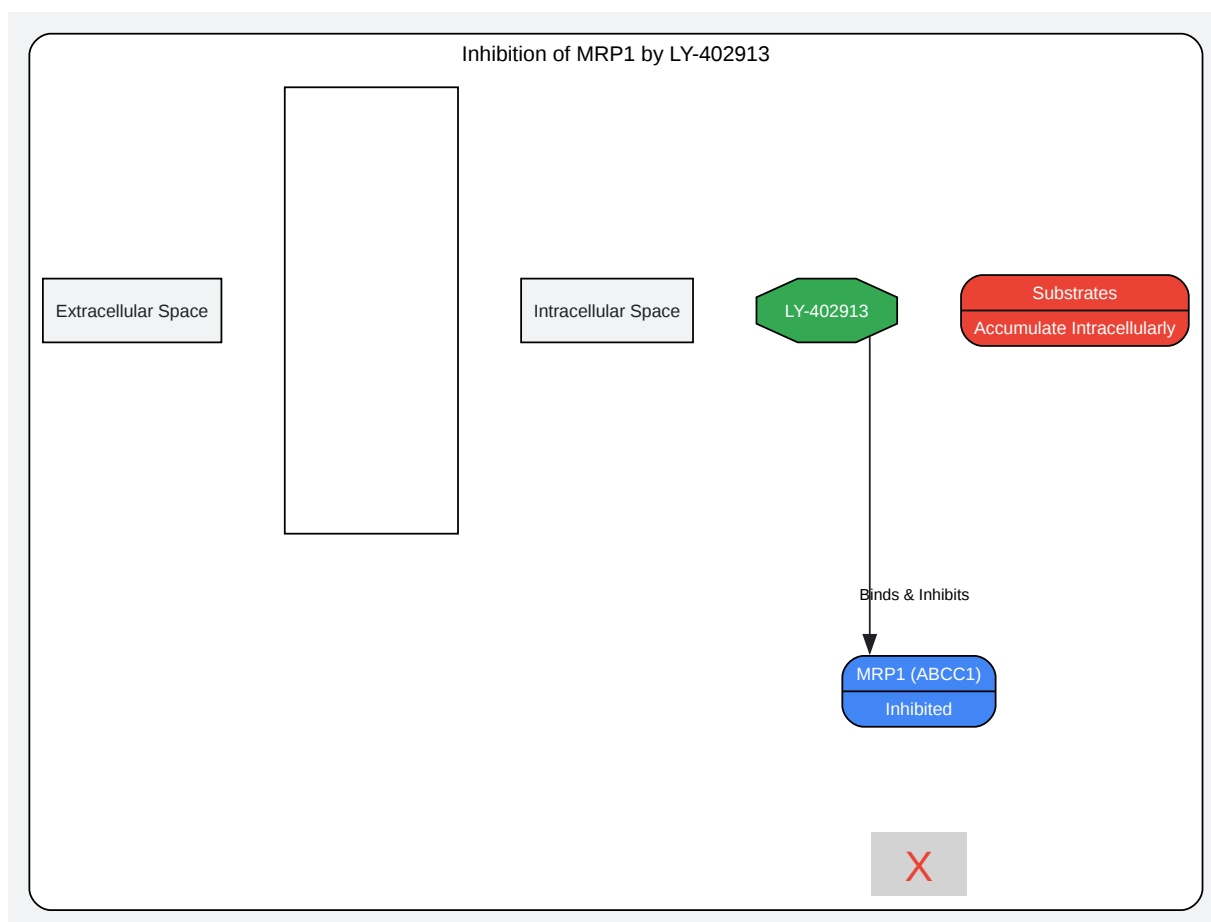 Inhibition of MRP1 by LY-402913
Extracellular Space
Intracellular Space
LY-402913
Substrates
Accumulate Intracellularly
Binds & Inhibits
MRP1 (ABCC1)
Inhibited
X